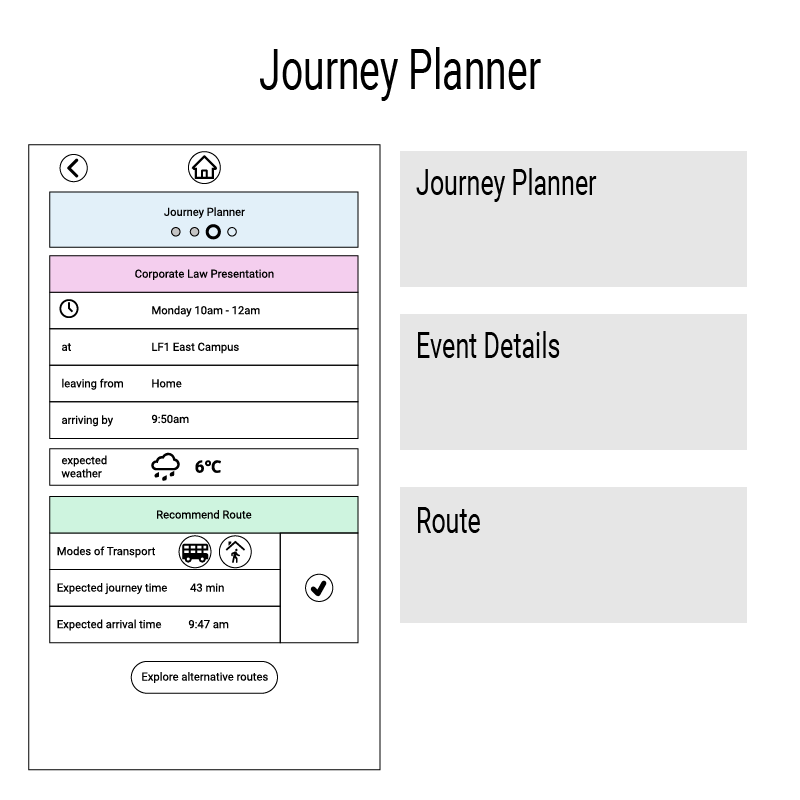 Journey Planner
Journey Planner
Corporate Law Presentation
Monday 10am - 12am
at LF1 East Campus
leaving from Home
arriving by 9:50am
expected
weather
6°C
Recommend Route
Modes of Transport
Expected journey time 43 min
Expected arrival time 9:47 am
Explore alternative routes
Journey Planner
Event Details
Route